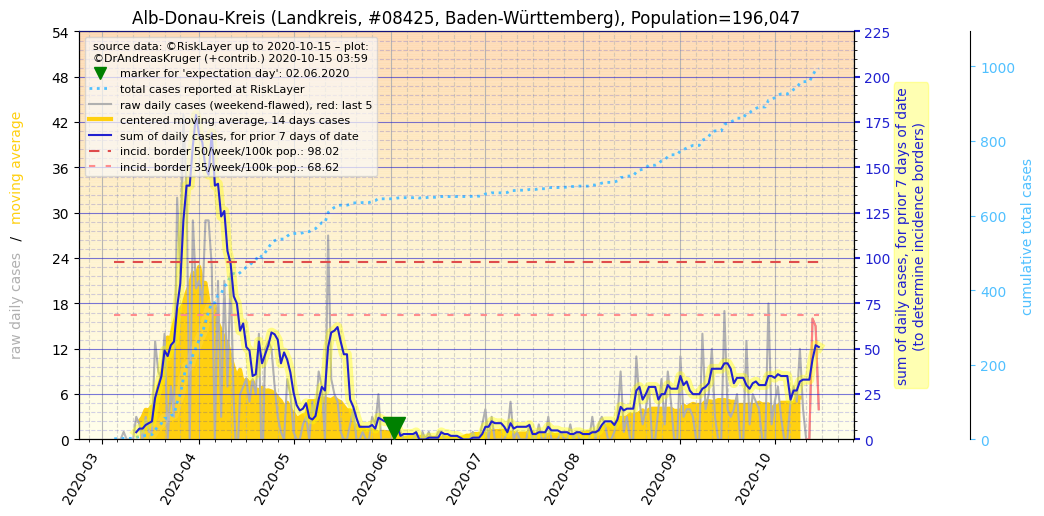 Alb-Donau-Kreis (Landkreis, #08425, Baden-Württemberg), Population=196,047
source data: ©RiskLayer up to 2020-10-15 – plot:
©DrAndreasKruger (+contrib.) 2020-10-15 03:59
marker for 'expectation day': 02.06.2020
total cases reported at RiskLayer
raw daily cases (weekend-flawed), red: last 5
centered moving average, 14 days cases
sum of daily cases, for prior 7 days of date
incid. border 50/week/100k pop.: 98.02
incid. border 35/week/100k pop.: 68.62
raw daily cases / moving average
54
48
42
36
30
24
18
12
6
0
225
200
175
150
125
100
75
50
25
0
sum of daily cases, for prior 7 days of date
(to determine incidence borders)
1000
800
600
400
200
0
cumulative total cases
2020-03
2020-04
2020-05
2020-06
2020-07
2020-08
2020-09
2020-10